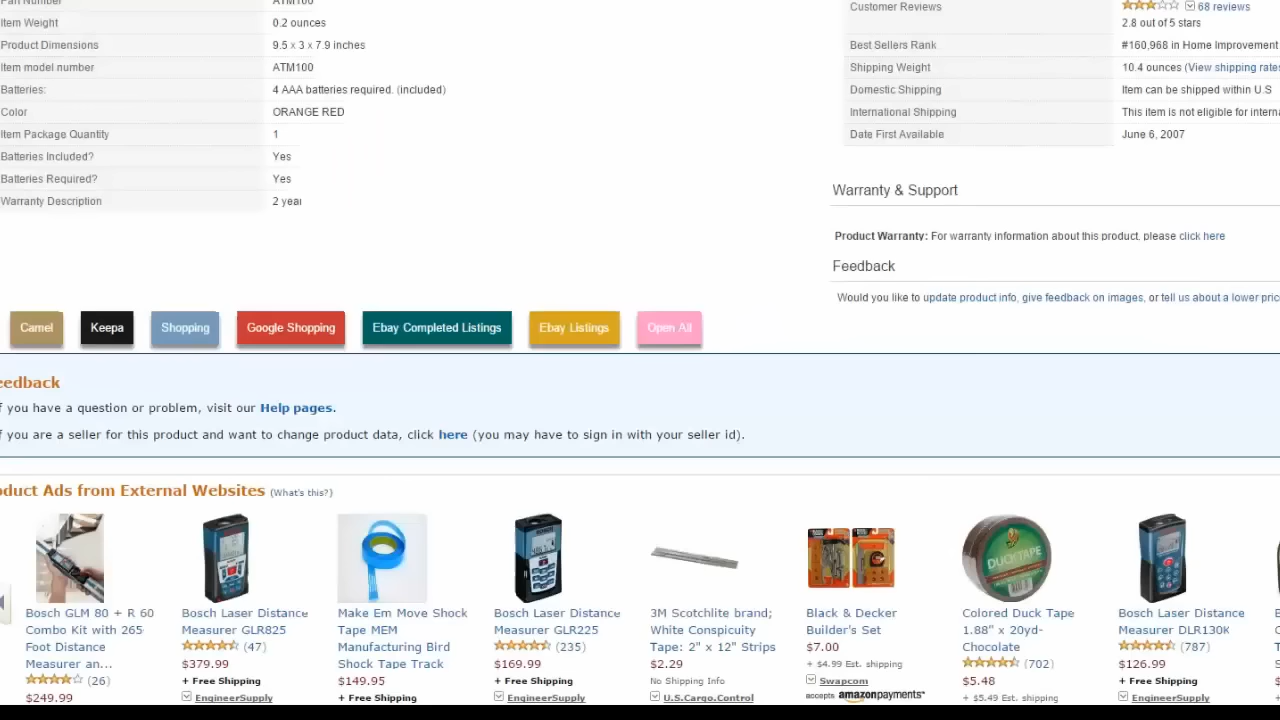 Part Number ATM100
Item Weight 0.2 ounces
Product Dimensions 9.5 x 3 x 7.9 inches
Item model number ATM100
Batteries: 4 AAA batteries required. (included)
Color ORANGE RED
Item Package Quantity 1
Batteries Included? Yes
Batteries Required? Yes
Warranty Description 2 year
Customer Reviews 68 reviews
2.8 out of 5 stars
Best Sellers Rank #160,968 in Home Improvement
Shipping Weight 10.4 ounces (View shipping rates
Domestic Shipping Item can be shipped within U.S
International Shipping This item is not eligible for interna
Date First Available June 6, 2007
Warranty & Support
Product Warranty: For warranty information about this product, please click here
Feedback
Would you like to update product info, give feedback on images, or tell us about a lower price
Camel Keepa Shopping Google Shopping Ebay Completed Listings Ebay Listings Open All
eedback
f you have a question or problem, visit our Help pages.
f you are a seller for this product and want to change product data, click here (you may have to sign in with your seller id).
oduct Ads from External Websites (What's this?)
DUCK TAPE
Bosch GLM 80 + R 60
Combo Kit with 265-
Foot Distance
Measurer an...
(26)
$249.99
Bosch Laser Distance
Measurer GLR825
(47)
$379.99
+ Free Shipping
EngineerSupply
Make Em Move Shock
Tape MEM
Manufacturing Bird
Shock Tape Track
$149.95
+ Free Shipping
Bosch Laser Distance
Measurer GLR225
(235)
$169.99
+ Free Shipping
EngineerSupply
3M Scotchlite brand;
White Conspicuity
Tape: 2" x 12" Strips
$2.29
No Shipping Info
U.S.Cargo.Control
Black & Decker
Builder's Set
$7.00
+ $4.99 Est. shipping
Swapcom
accepts amazonpayments
Colored Duck Tape
1.88" x 20yd-
Chocolate
(702)
$5.48
+ $5.49 Est. shipping
Bosch Laser Distance
Measurer DLR130K
(787)
$126.99
+ Free Shipping
EngineerSupply